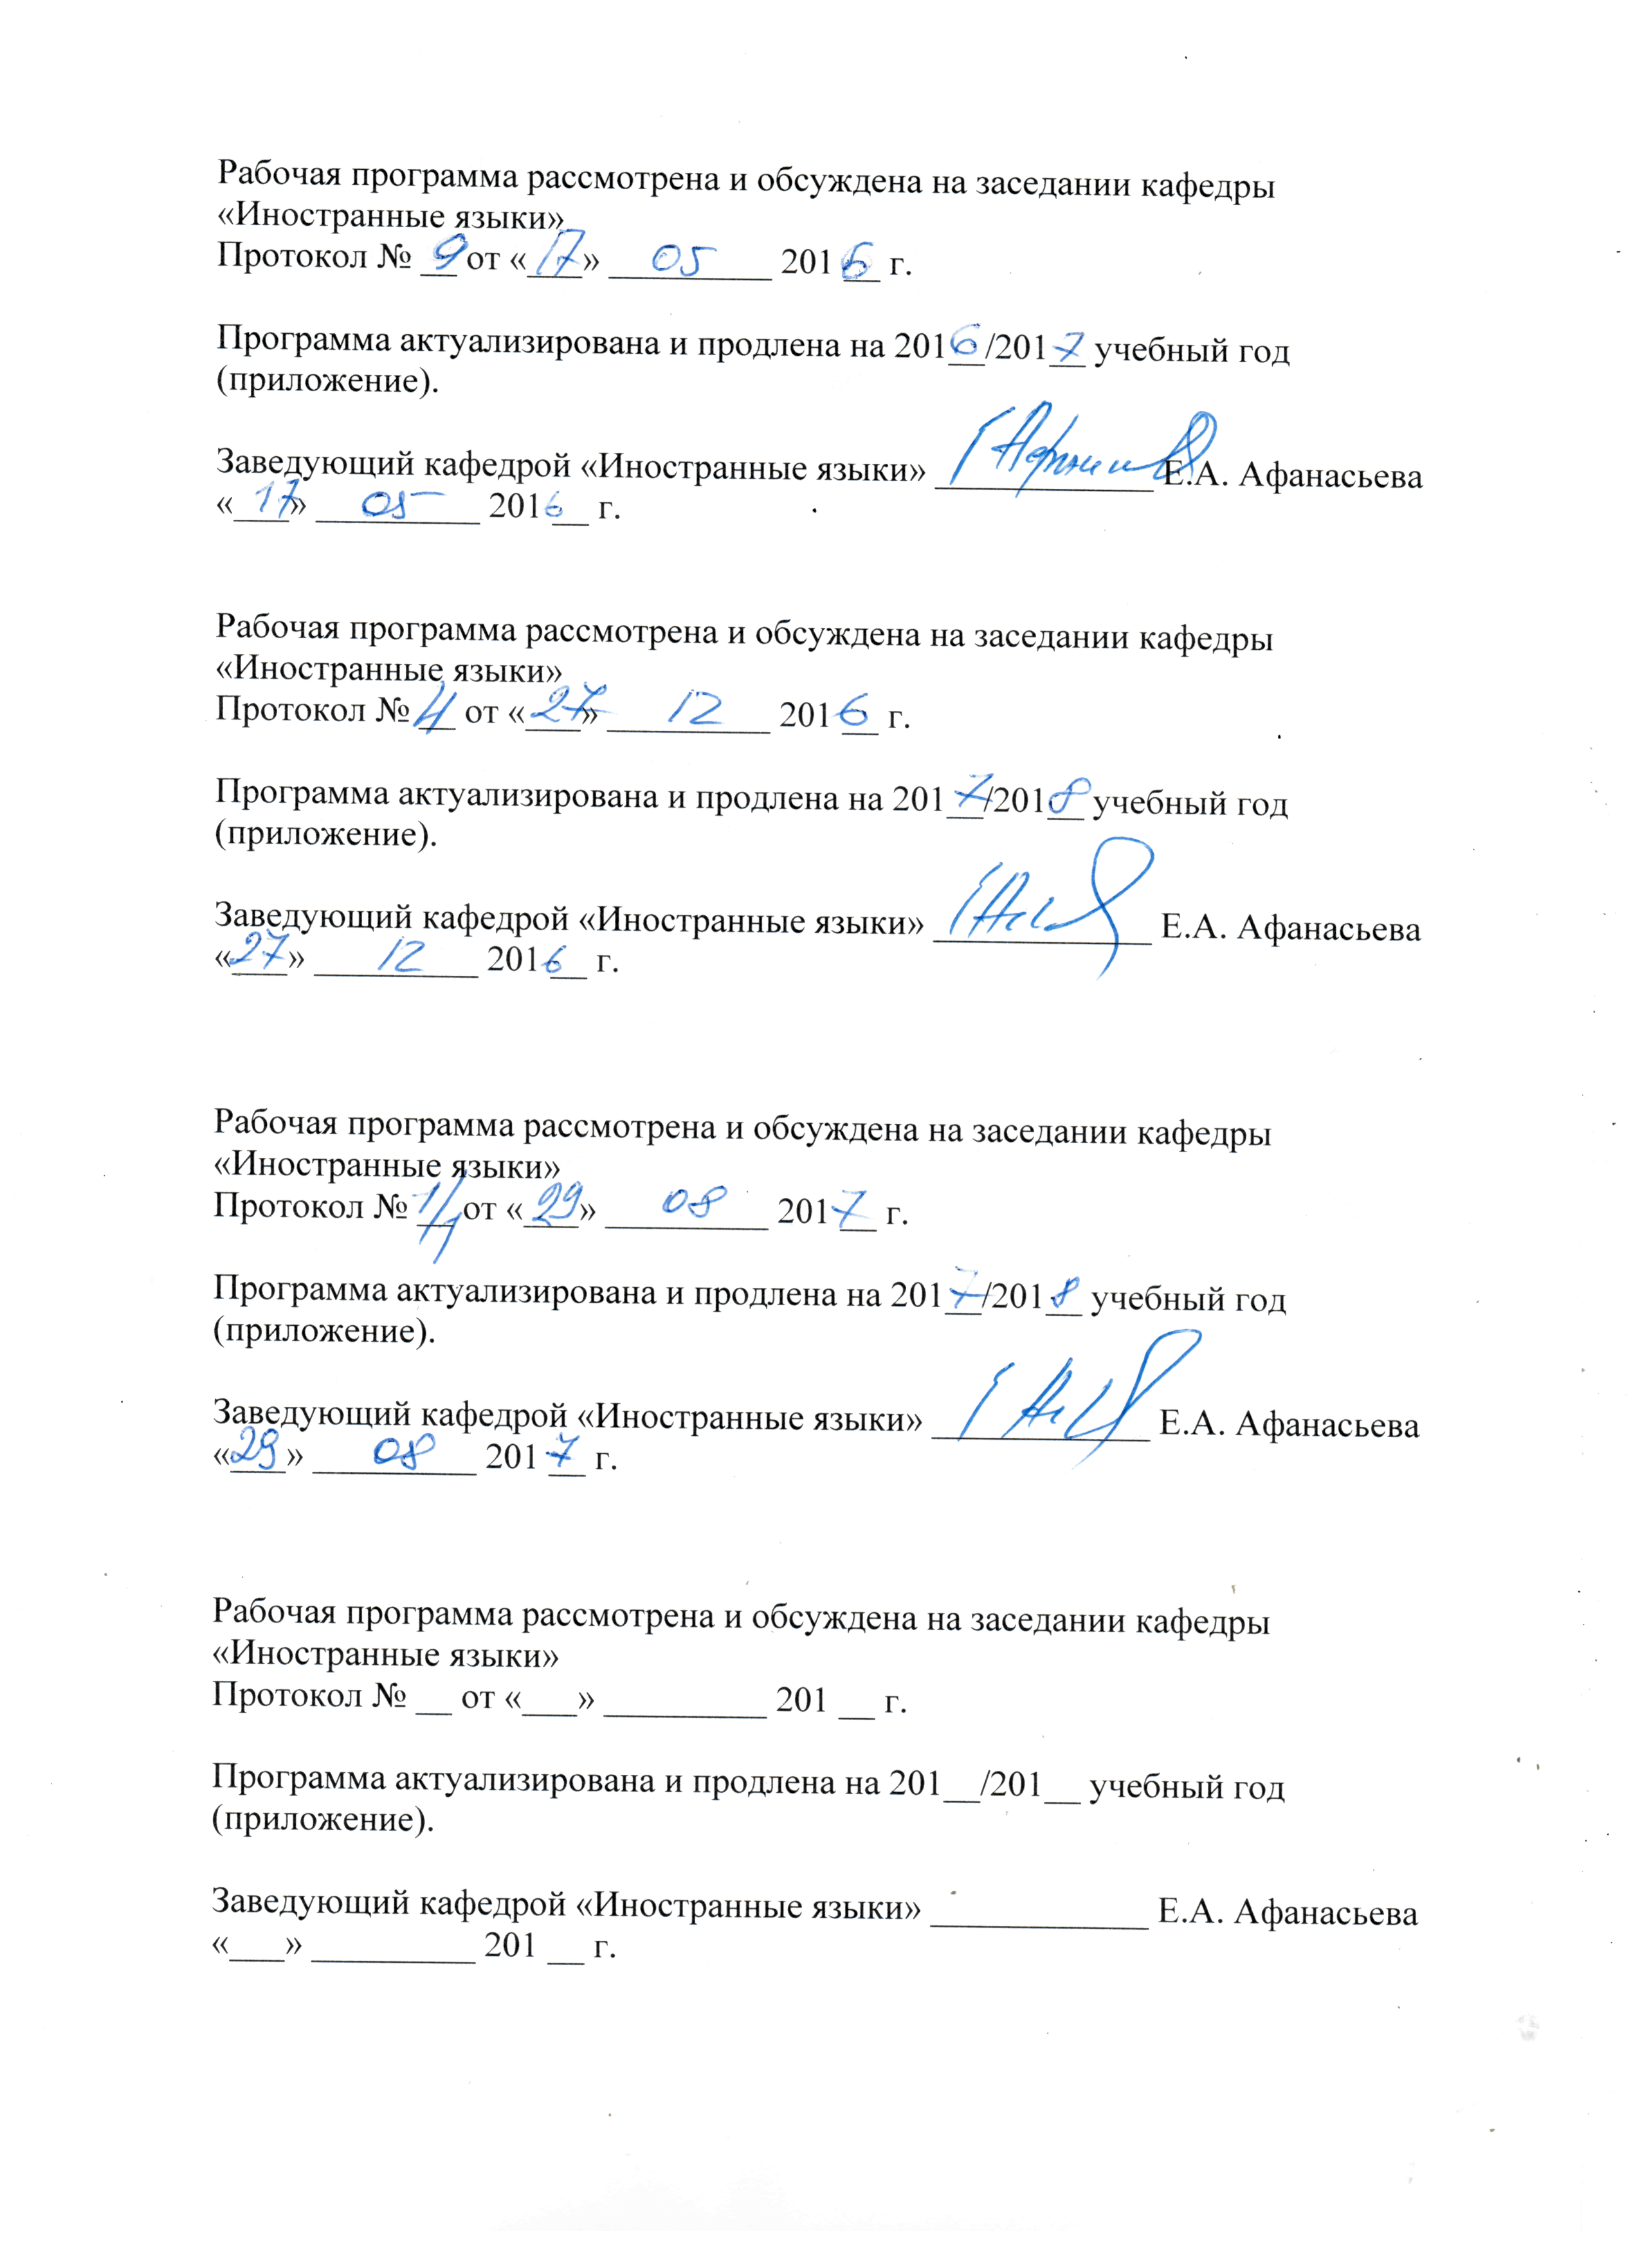 Рабочая программа рассмотрена и обсуждена на заседании кафедры
«Иностранные языки»
Протокол № 9 от «17» 05 2016 г.
Программа актуализирована и продлена на 2016/2017 учебный год
(приложение).
Заведующий кафедрой «Иностранные языки» ____________ Е.А. Афанасьева
«17» 05 2016 г.
Рабочая программа рассмотрена и обсуждена на заседании кафедры
«Иностранные языки»
Протокол № 4 от «27» 12 2016 г.
Программа актуализирована и продлена на 2017/2018 учебный год
(приложение).
Заведующий кафедрой «Иностранные языки» ____________ Е.А. Афанасьева
«27» 12 2016 г.
Рабочая программа рассмотрена и обсуждена на заседании кафедры
«Иностранные языки»
Протокол № 1/1 от «29» 08 2017 г.
Программа актуализирована и продлена на 2017/2018 учебный год
(приложение).
Заведующий кафедрой «Иностранные языки» ____________ Е.А. Афанасьева
«29» 08 2017 г.
Рабочая программа рассмотрена и обсуждена на заседании кафедры
«Иностранные языки»
Протокол № __ от «___» _________ 201 __ г.
Программа актуализирована и продлена на 201__/201__ учебный год
(приложение).
Заведующий кафедрой «Иностранные языки» ____________ Е.А. Афанасьева
«___» _________ 201 __ г.